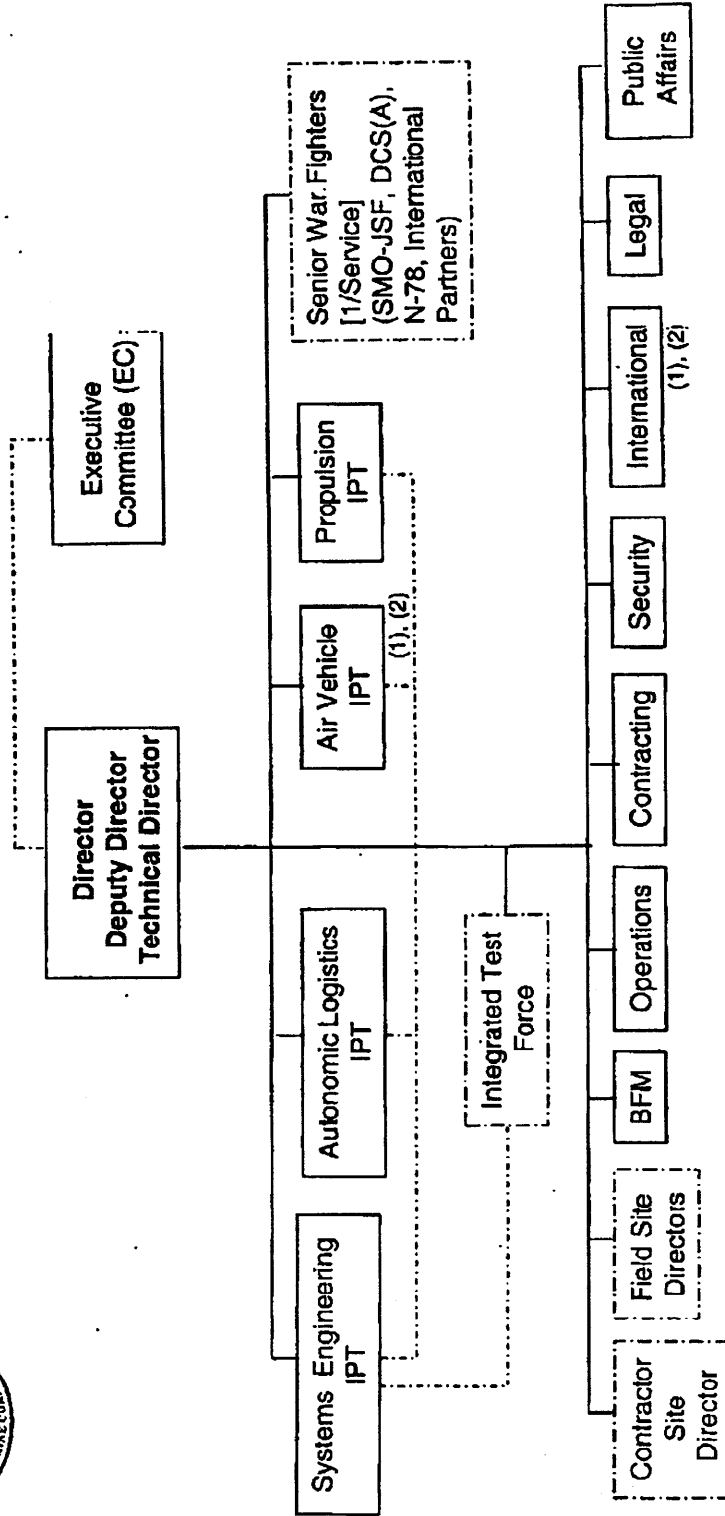 Director
Deputy Director
Technical Director
Executive
Committee (EC)
Systems Engineering
IPT
Autonomic Logistics
IPT
Air Vehicle
IPT
(1), (2)
Propulsion
IPT
Senior War Fighters
[1/Service]
(SMO-JSF, DCS(A),
N-78, International
Partners)
Integrated Test
Force
Contractor
Site
Director
Field Site
Directors
BFM
Operations
Contracting
Security
International
(1), (2)
Legal
Public
Affairs